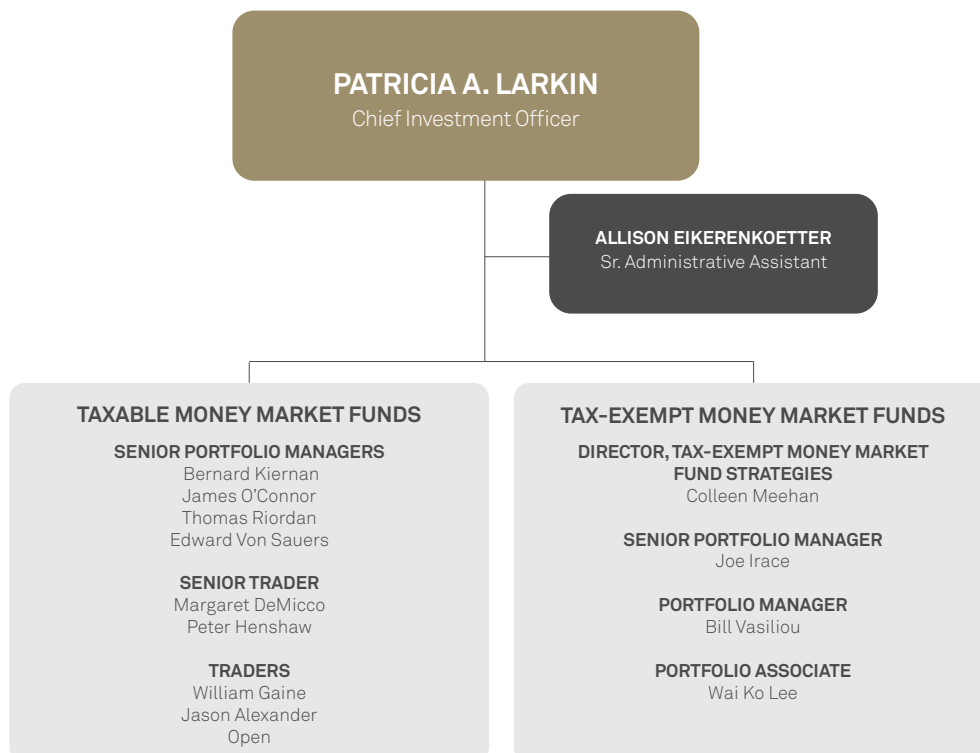 PATRICIA A. LARKIN
Chief Investment Officer
ALLISON EIKERENKOETTER
Sr. Administrative Assistant
TAXABLE MONEY MARKET FUNDS
SENIOR PORTFOLIO MANAGERS
Bernard Kiernan
James O’Connor
Thomas Riordan
Edward Von Sauers
SENIOR TRADER
Margaret DeMicco
Peter Henshaw
TRADERS
William Gaine
Jason Alexander
Open
TAX-EXEMPT MONEY MARKET FUNDS
DIRECTOR, TAX-EXEMPT MONEY MARKET
FUND STRATEGIES
Colleen Meehan
SENIOR PORTFOLIO MANAGER
Joe Irace
PORTFOLIO MANAGER
Bill Vasiliou
PORTFOLIO ASSOCIATE
Wai Ko Lee